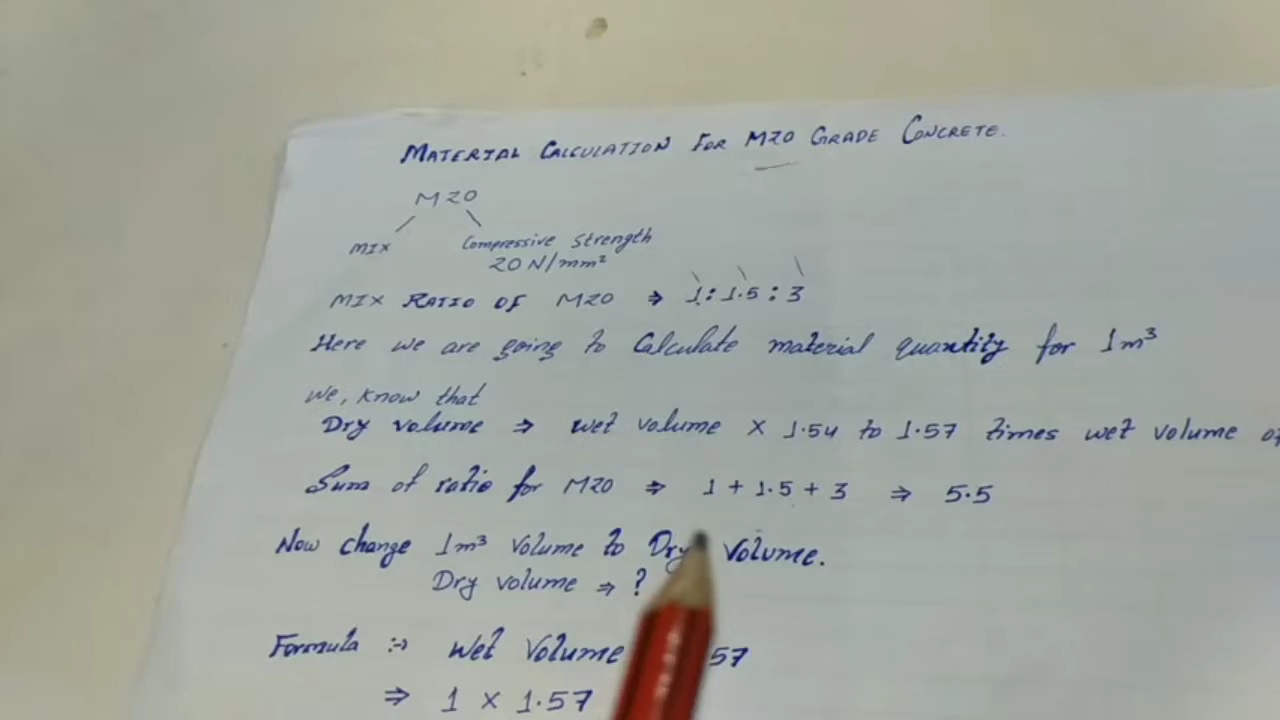 MATERIAL CALCULATION FOR M20 GRADE CONCRETE.
M20
MIX Compressive Strength
20 N/mm²
MIX RATIO OF M20 ⇒ 1:1.5:3
Here we are going to Calculate material quantity for 1m³
We, know that
Dry volume ⇒ wet volume × 1.54 to 1.57 times wet volume
Sum of ratio for M20 ⇒ 1 + 1.5 + 3 ⇒ 5.5
Now change 1m³ Volume to Dry Volume.
Dry volume ⇒ ?
Formula :-> Wet Volume 57
⇒ 1 × 1.57